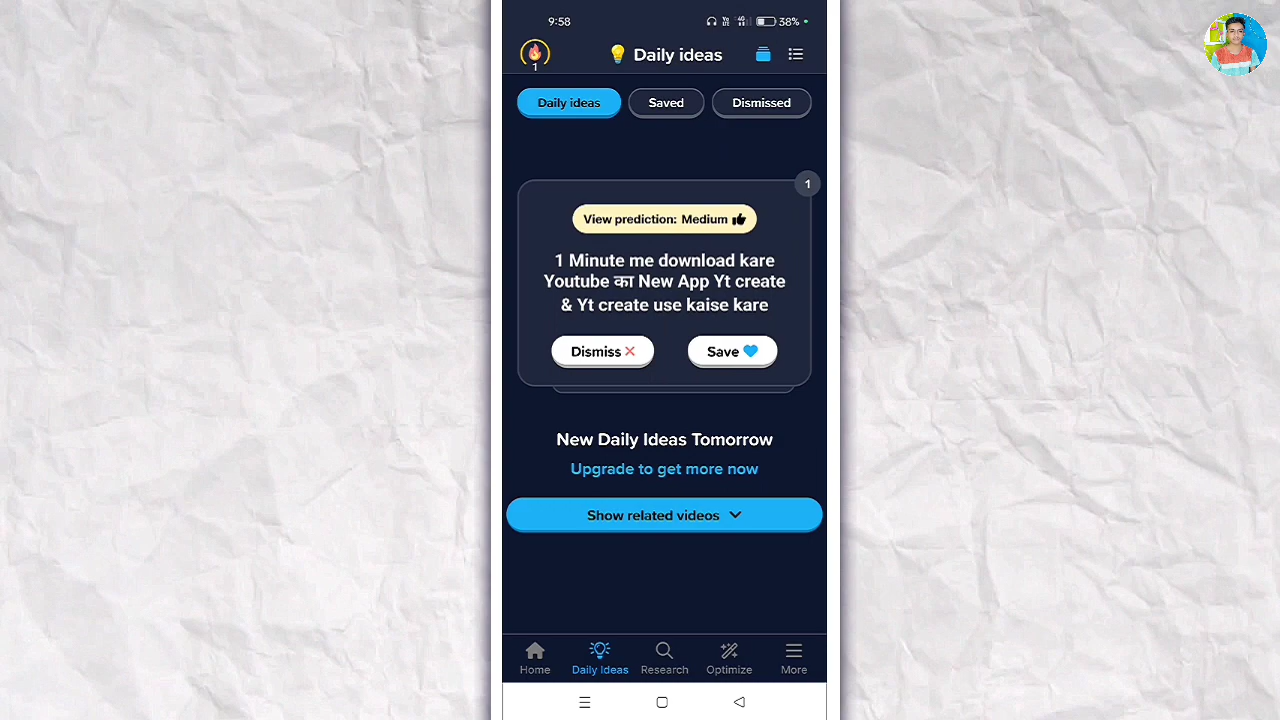 9:58
38%
1
Daily ideas
Daily ideas
Saved
Dismissed
1
View prediction: Medium
1 Minute me download kare
Youtube का New App Yt create
& Yt create use kaise kare
Dismiss
Save
New Daily Ideas Tomorrow
Upgrade to get more now
Show related videos
Home
Daily Ideas
Research
Optimize
More